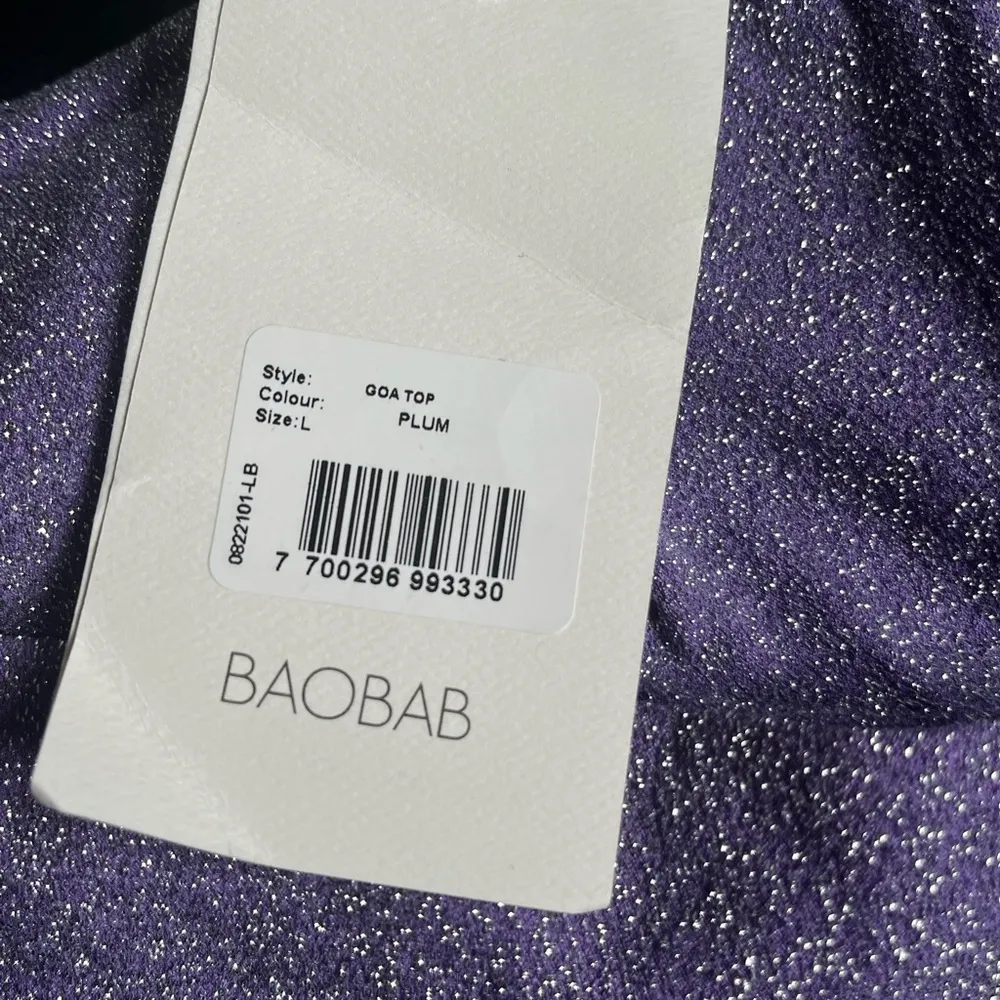 Style: GOA TOP
Colour: PLUM
Size: L
0822101-LB
7 700296 993330
BAOBAB